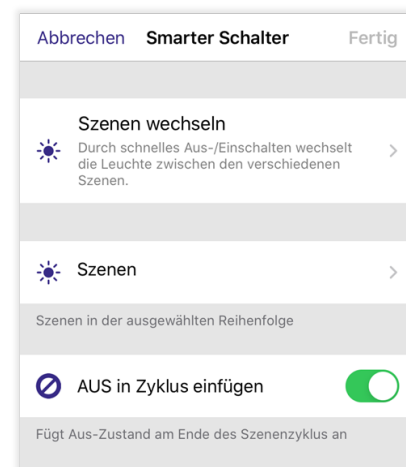 Abbrechen Smarter Schalter Fertig
Szenen wechseln
Durch schnelles Aus-/Einschalten wechselt
die Leuchte zwischen den verschiedenen
Szenen.
Szenen
Szenen in der ausgewählten Reihenfolge
AUS in Zyklus einfügen
Fügt Aus-Zustand am Ende des Szenenzyklus an